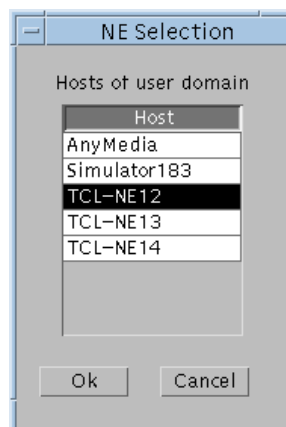 NE Selection
Hosts of user domain
Host
AnyMedia
Simulator183
TCL-NE12
TCL-NE13
TCL-NE14
Ok Cancel